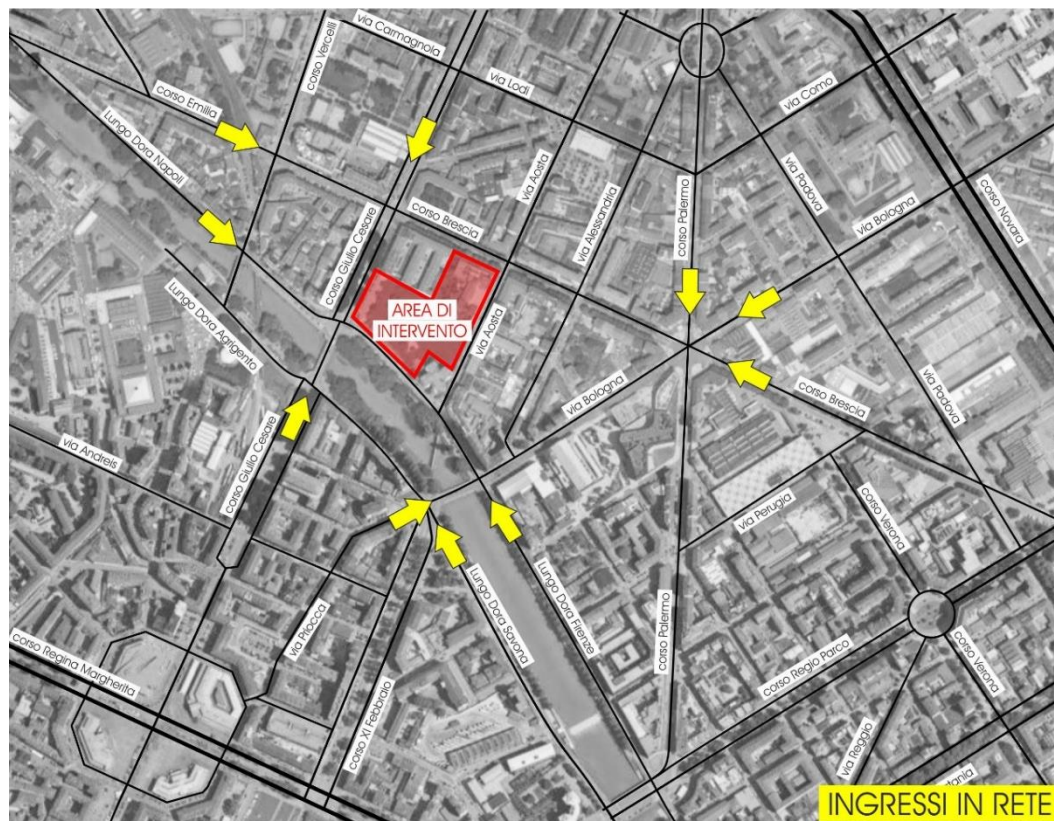 via Carmagnola
corso Vercelli
corso Emilia
via Lodi
via Como
Lungo Dora Napoli
via Aosta
via Padova
corso Palermo
via Alessandria
via Bologna
corso Novara
corso Brescia
corso Giulio Cesare
Lungo Dora Agrigento
AREA DI
INTERVENTO
via Aosta
via Bologna
corso Brescia
via Padova
corso Giulio Cesare
via Andreis
via Perugia
corso Verona
Lungo Dora Savona
Lungo Dora Firenze
via Priocca
corso Palermo
corso Regina Margherita
corso Regio Parco
corso Verona
corso XI Febbraio
via Reggio
INGRESSI IN RETE